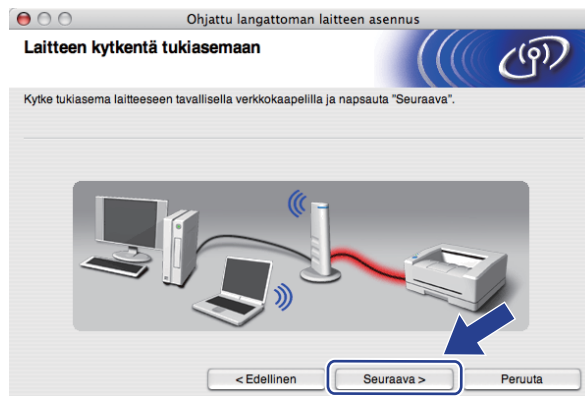 Ohjattu langattoman laitteen asennus
Laitteen kytkentä tukiasemaan
Kytke tukiasema laitteeseen tavallisella verkkokaapelilla ja napsauta "Seuraava".
< Edellinen
Seuraava >
Peruuta